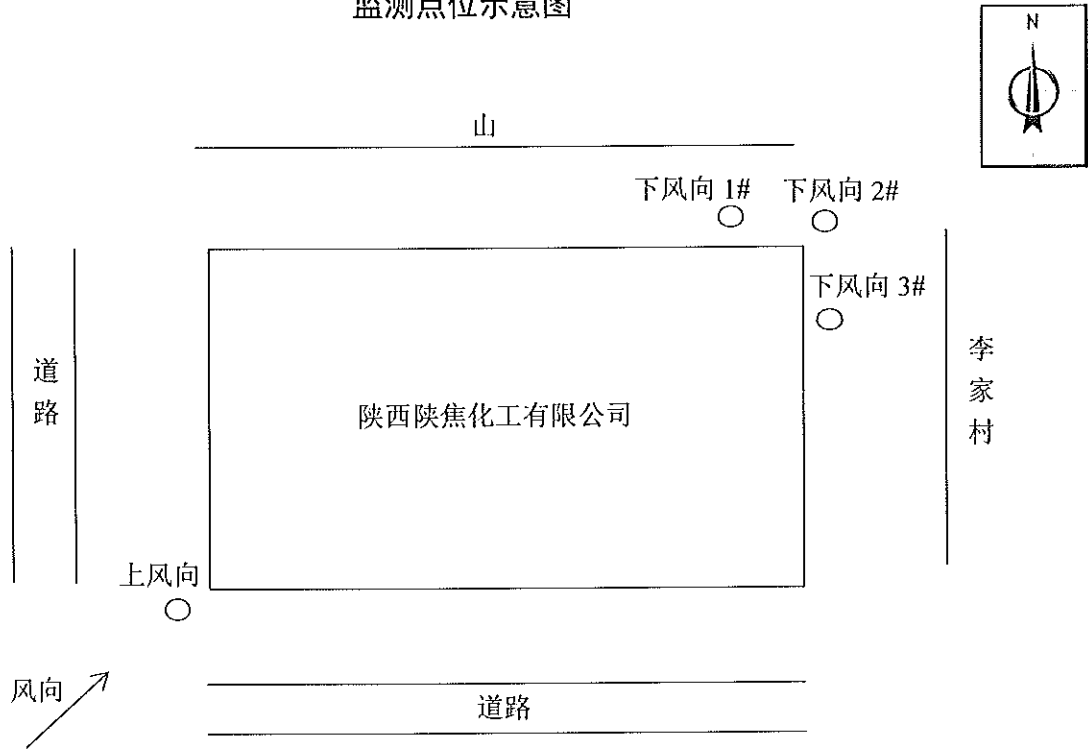 监测点位示意图
N
山
下风向 1#
下风向 2#
下风向 3#
道路
李家村
陕西陕焦化工有限公司
上风向
风向
道路